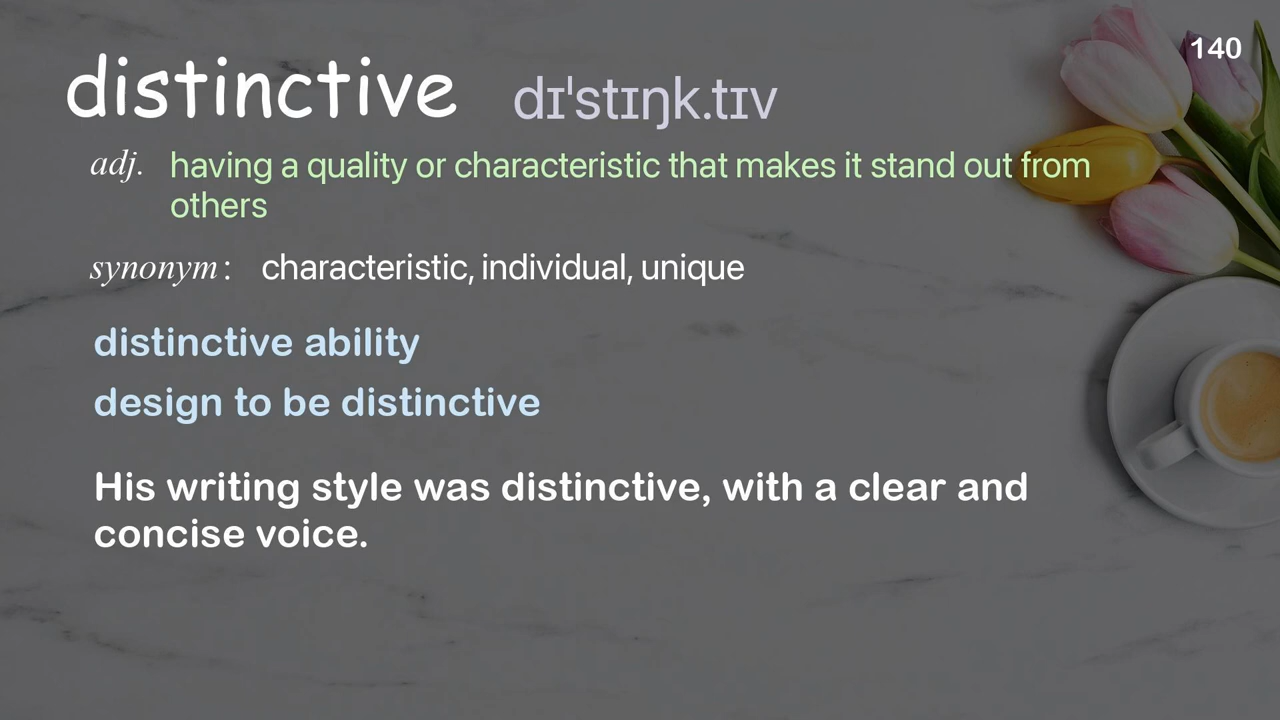 140
distinctive dɪˈstɪŋk.tɪv
adj. having a quality or characteristic that makes it stand out from
others
synonym: characteristic, individual, unique
distinctive ability
design to be distinctive
His writing style was distinctive, with a clear and
concise voice.